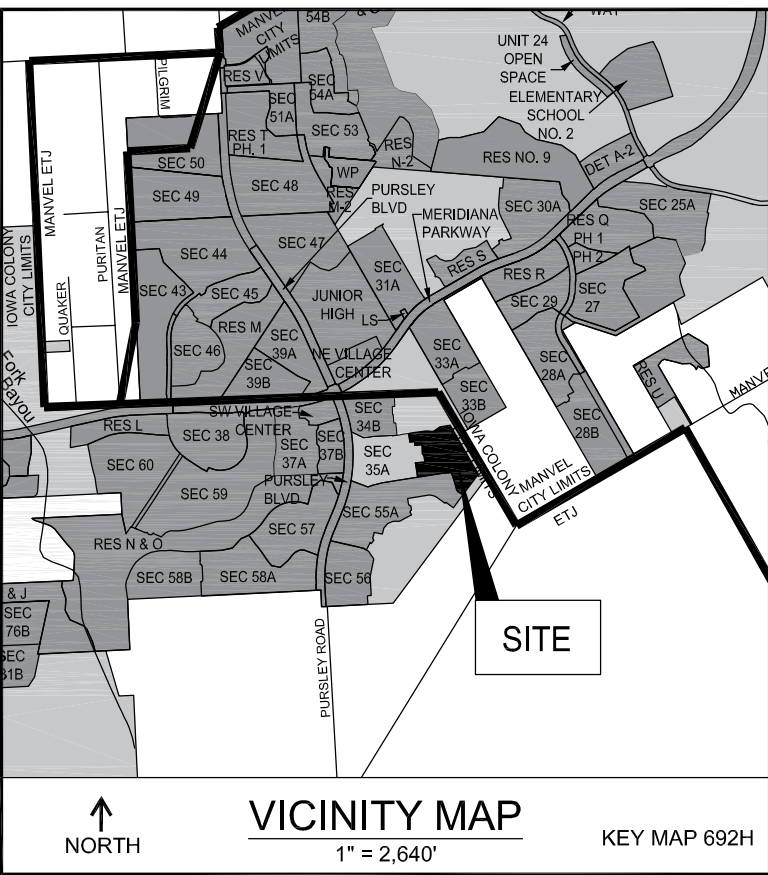 54B
MANVEL
CITY
LIMITS
WAY
UNIT 24
OPEN
SPACE
ELEMENTARY
SCHOOL
NO. 2
PILGRIM
RES V
SEC
54A
SEC
51A
SEC 53
RES T
PH. 1
RES
N-2
RES NO. 9
DET A-2
SEC 50
WP
SEC 49
SEC 48
RES
M-2
PURSLEY
BLVD
MERIDIANA
PARKWAY
SEC 30A
SEC 25A
RES Q
PH 1
PH 2
IOWA COLONY
CITY LIMITS
MANVEL ETJ
PURITAN
MANVEL ETJ
QUAKER
SEC 44
SEC 47
SEC
31A
RES S
RES R
SEC 43
SEC 45
JUNIOR
HIGH
LS
SEC 29
SEC
27
RES M
SEC 46
SEC
39A
SEC
39B
NE VILLAGE
CENTER
SEC
33A
SEC
28A
Fork
Bayou
SEC
33B
RES U
MANVEL
SW VILLAGE
CENTER
SEC
34B
SEC
28B
RES L
SEC 38
SEC
37A
SEC
37B
SEC
35A
IOWA COLONY
CITY LIMITS
MANVEL
CITY LIMITS
ETJ
SEC 60
PURSLEY
BLVD
SEC 59
SEC 55A
SEC 57
RES N & O
SEC 58B
SEC 58A
SEC 56
& J
SEC
76B
SEC
81B
PURSLEY ROAD
SITE
NORTH
VICINITY MAP
1" = 2,640'
KEY MAP 692H